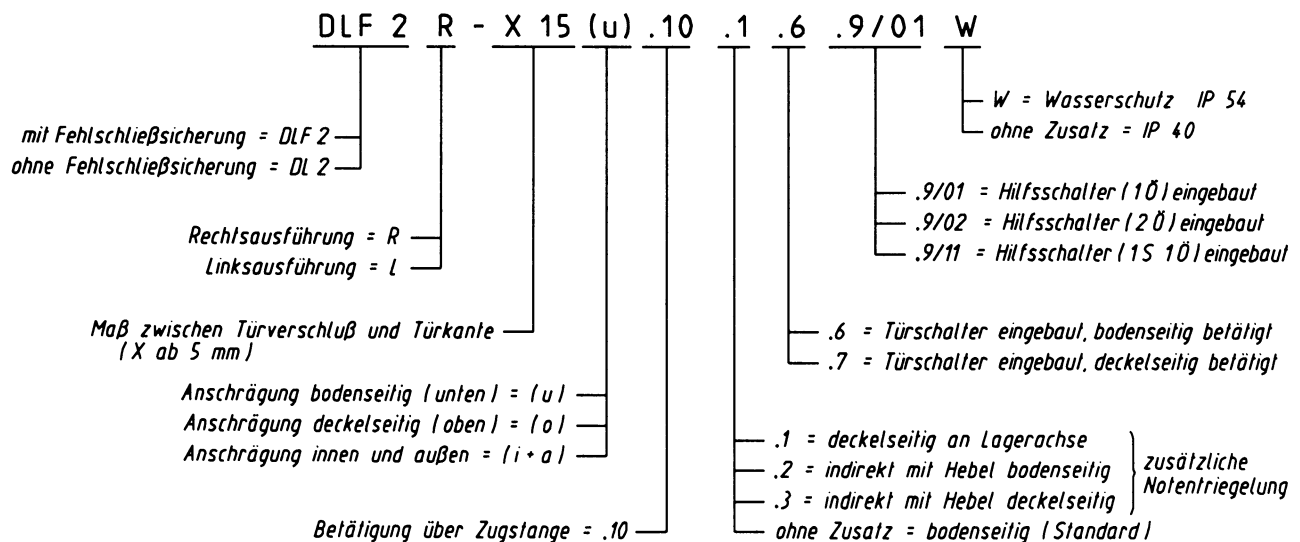 DLF 2 R - X 15 (u) .10 .1 .6 .9/01 W
W = Wasserschutz IP 54
ohne Zusatz = IP 40
mit Fehlschließsicherung = DLF 2
ohne Fehlschließsicherung = DL 2
.9/01 = Hilfsschalter (1Ö) eingebaut
.9/02 = Hilfsschalter (2Ö) eingebaut
.9/11 = Hilfsschalter (1S 1Ö) eingebaut
Rechtsausführung = R
Linksausführung = L
Maß zwischen Türverschluß und Türkante
(X ab 5 mm)
.6 = Türschalter eingebaut, bodenseitig betätigt
.7 = Türschalter eingebaut, deckelseitig betätigt
Anschrägung bodenseitig (unten) = (u)
Anschrägung deckelseitig (oben) = (o)
Anschrägung innen und außen = (i+a)
.1 = deckelseitig an Lagerachse
.2 = indirekt mit Hebel bodenseitig
.3 = indirekt mit Hebel deckelseitig
zusätzliche
Notentriegelung
ohne Zusatz = bodenseitig (Standard)
Betätigung über Zugstange = .10